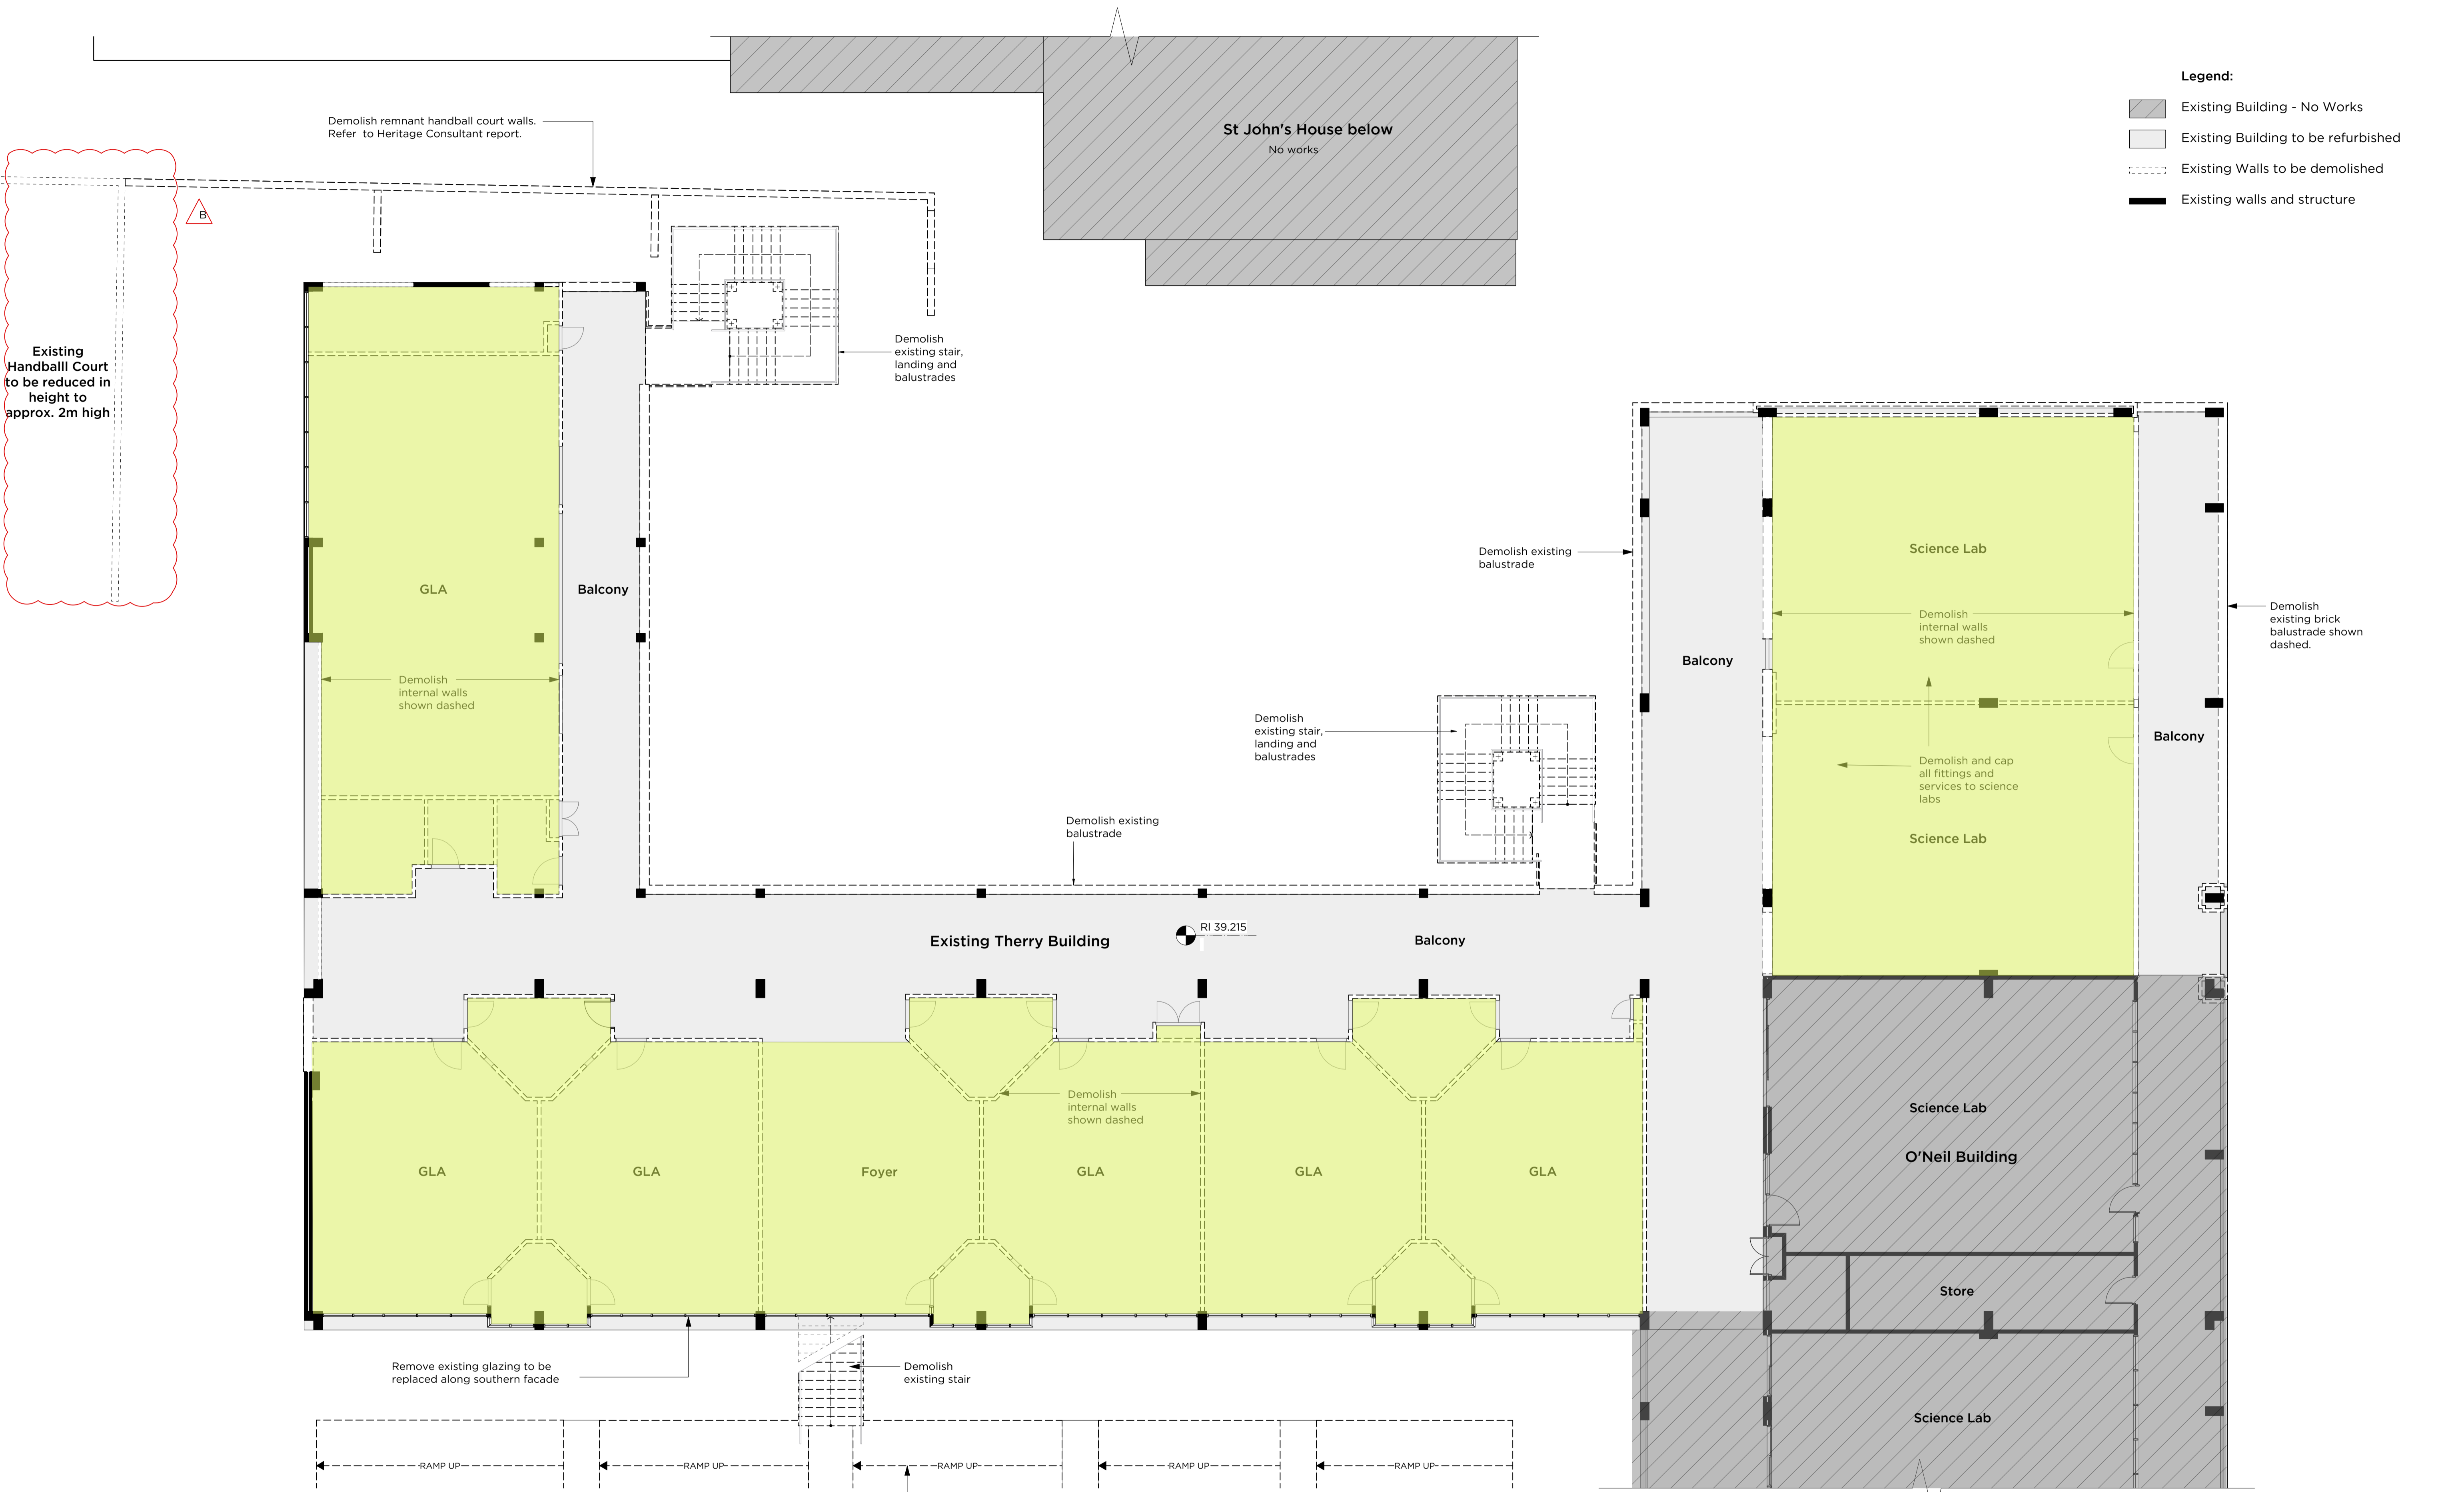 Legend:
Existing Building - No Works
Existing Building to be refurbished
Existing Walls to be demolished
Existing walls and structure
Demolish remnant handball court walls.
Refer to Heritage Consultant report.
St John's House below
No works
B
Existing
Handballl Court
to be reduced in
height to
approx. 2m high
Demolish
existing stair,
landing and
balustrades
GLA
Balcony
Demolish
internal walls
shown dashed
Demolish existing
balustrade
Science Lab
Demolish
internal walls
shown dashed
Demolish
existing brick
balustrade shown
dashed.
Balcony
Balcony
Demolish
existing stair,
landing and
balustrades
Demolish and cap
all fittings and
services to science
labs
Science Lab
Demolish existing
balustrade
Existing Therry Building
RI 39.215
Balcony
Demolish
internal walls
shown dashed
GLA
GLA
Foyer
GLA
GLA
GLA
Science Lab
O'Neil Building
Store
Science Lab
Remove existing glazing to be
replaced along southern facade
Demolish
existing stair
RAMP UP
RAMP UP
RAMP UP
RAMP UP
RAMP UP